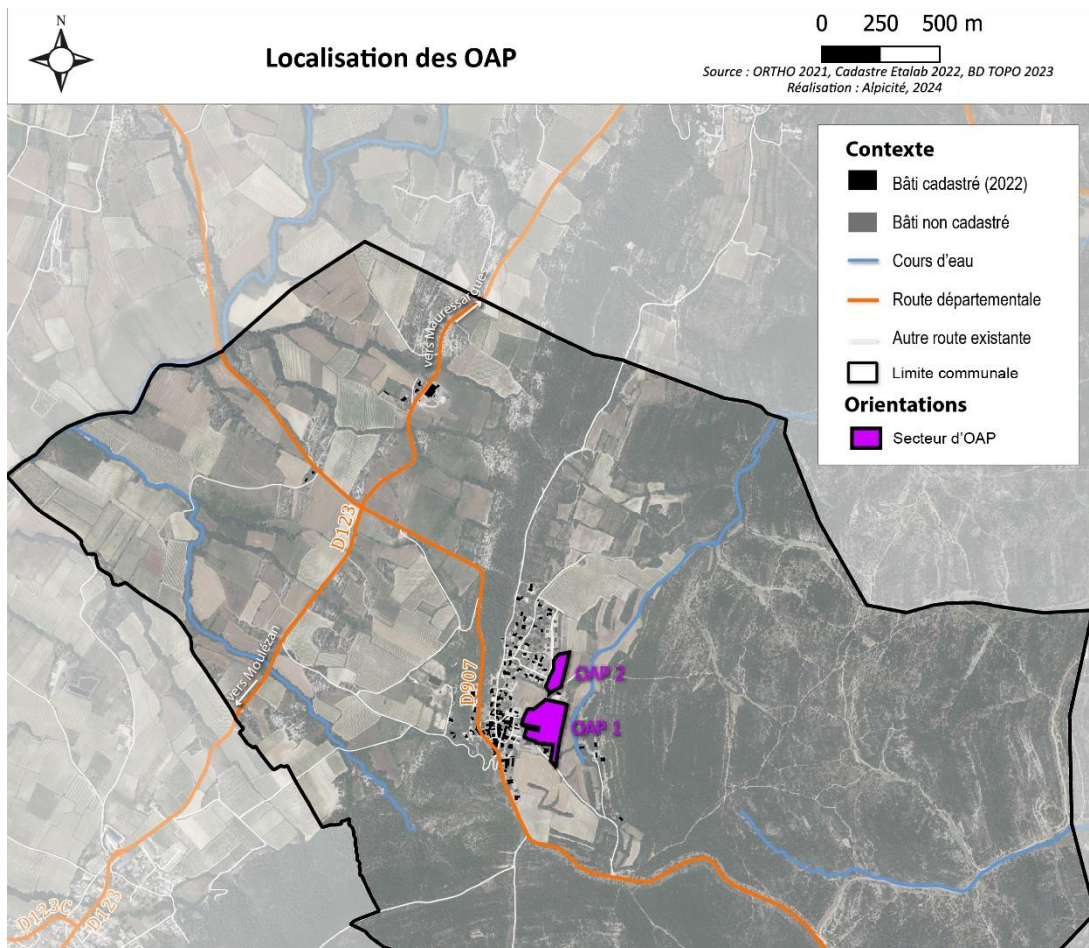 N
Localisation des OAP
0 250 500 m
Source : ORTHO 2021, Cadastre Etalab 2022, BD TOPO 2023
Réalisation : Alpicité, 2024
Contexte
Bâti cadastré (2022)
Bâti non cadastré
Cours d'eau
Route départementale
Autre route existante
Limite communale
Orientations
Secteur d'OAP
vers Mauressargues
D123
vers Moulézan
D907
OAP 2
OAP 1
D123C
D123